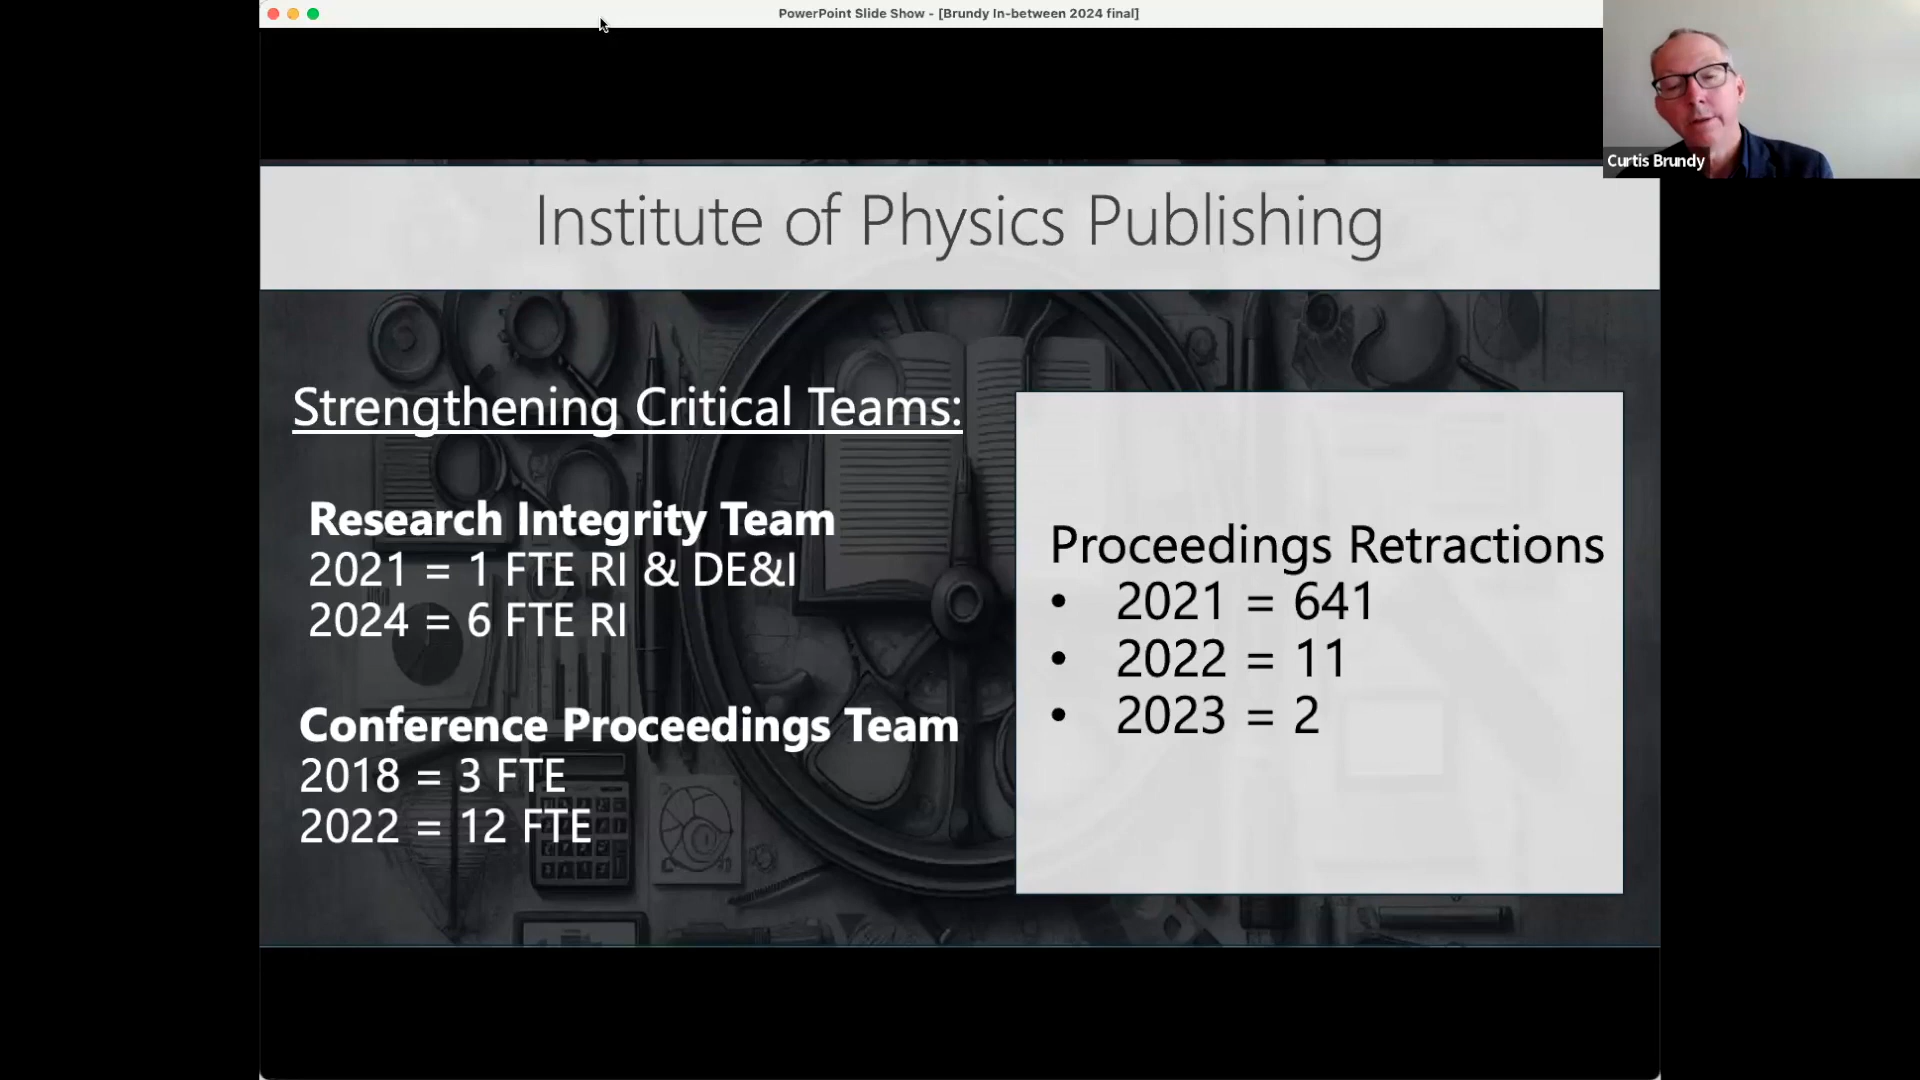 PowerPoint Slide Show - [Brundy In-between 2024 final]
Curtis Brundy
Institute of Physics Publishing
Strengthening Critical Teams:
Research Integrity Team
2021 = 1 FTE RI & DE&I
2024 = 6 FTE RI
Conference Proceedings Team
2018 = 3 FTE
2022 = 12 FTE
Proceedings Retractions
• 2021 = 641
• 2022 = 11
• 2023 = 2